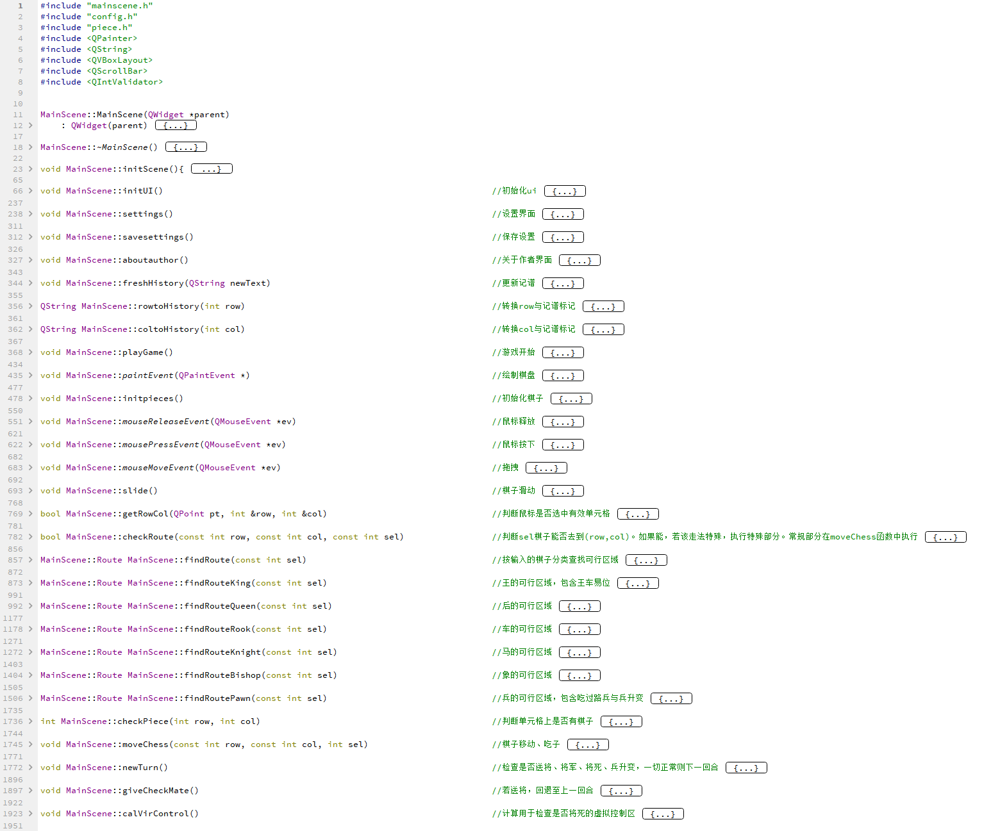 1 #include "mainscene.h"
2 #include "config.h"
3 #include "piece.h"
4 #include <QPainter>
5 #include <QString>
6 #include <QVBoxLayout>
7 #include <QScrollBar>
8 #include <QIntValidator>
9
10
11 MainScene::MainScene(QWidget *parent)
12     : QWidget(parent) {...}
17
18 MainScene::~MainScene() {...}
22
23 void MainScene::initScene(){ ...}
65
66 void MainScene::initUI() //初始化ui {...}
237
238 void MainScene::settings() //设置界面 {...}
311
312 void MainScene::savesettings() //保存设置 {...}
326
327 void MainScene::aboutauthor() //关于作者界面 {...}
343
344 void MainScene::freshHistory(QString newText) //更新记谱 {...}
355
356 QString MainScene::rowtoHistory(int row) //转换row与记谱标记 {...}
361
362 QString MainScene::coltoHistory(int col) //转换col与记谱标记 {...}
367
368 void MainScene::playGame() //游戏开始 {...}
434
435 void MainScene::paintEvent(QPaintEvent *) //绘制棋盘 {...}
477
478 void MainScene::initpieces() //初始化棋子 {...}
550
551 void MainScene::mouseReleaseEvent(QMouseEvent *ev) //鼠标释放 {...}
621
622 void MainScene::mousePressEvent(QMouseEvent *ev) //鼠标按下 {...}
682
683 void MainScene::mouseMoveEvent(QMouseEvent *ev) //拖拽 {...}
692
693 void MainScene::slide() //棋子滑动 {...}
768
769 bool MainScene::getRowCol(QPoint pt, int &row, int &col) //判断鼠标是否选中有效单元格 {...}
781
782 bool MainScene::checkRoute(const int row, const int col, const int sel) //判断sel棋子能否去到(row,col)。如果能，若该走法特殊，执行特殊部分。常规部分在moveChess函数中执行 {...}
856
857 MainScene::Route MainScene::findRoute(const int sel) //按输入的棋子分类查找可行区域 {...}
872
873 MainScene::Route MainScene::findRouteKing(const int sel) //王的可行区域，包含王车易位 {...}
991
992 MainScene::Route MainScene::findRouteQueen(const int sel) //后的可行区域 {...}
1177
1178 MainScene::Route MainScene::findRouteRook(const int sel) //车的可行区域 {...}
1271
1272 MainScene::Route MainScene::findRouteKnight(const int sel) //马的可行区域 {...}
1403
1404 MainScene::Route MainScene::findRouteBishop(const int sel) //象的可行区域 {...}
1505
1506 MainScene::Route MainScene::findRoutePawn(const int sel) //兵的可行区域，包含吃过路兵与兵升变 {...}
1735
1736 int MainScene::checkPiece(int row, int col) //判断单元格上是否有棋子 {...}
1744
1745 void MainScene::moveChess(const int row, const int col, int sel) //棋子移动、吃子 {...}
1771
1772 void MainScene::newTurn() //检查是否送将、将军、将死、兵升变，一切正常则下一回合 {...}
1896
1897 void MainScene::giveCheckMate() //若送将，回退至上一回合 {...}
1922
1923 void MainScene::calVirControl() //计算用于检查是否将死的虚拟控制区 {...}
1951